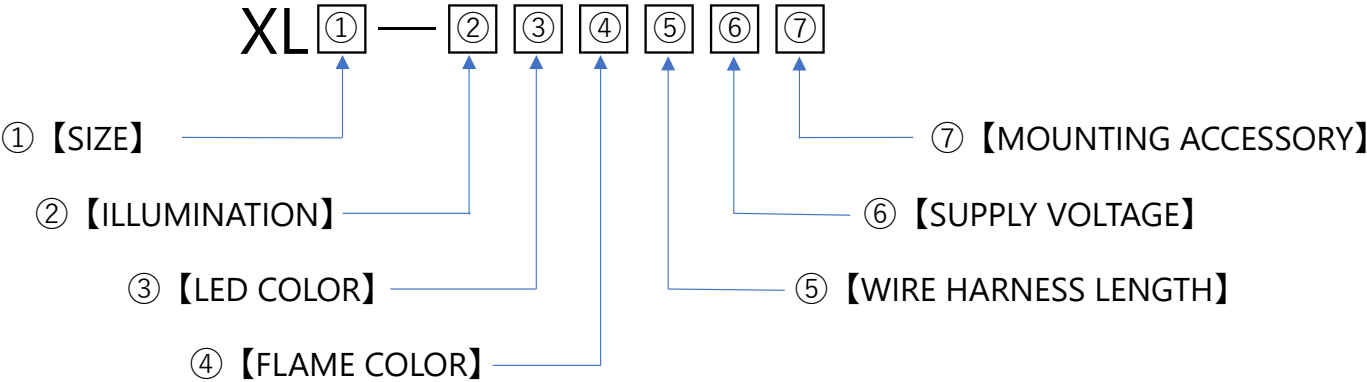 XL①—②③④⑤⑥⑦
①【SIZE】
⑦【MOUNTING ACCESSORY】
②【ILLUMINATION】
⑥【SUPPLY VOLTAGE】
③【LED COLOR】
⑤【WIRE HARNESS LENGTH】
④【FLAME COLOR】